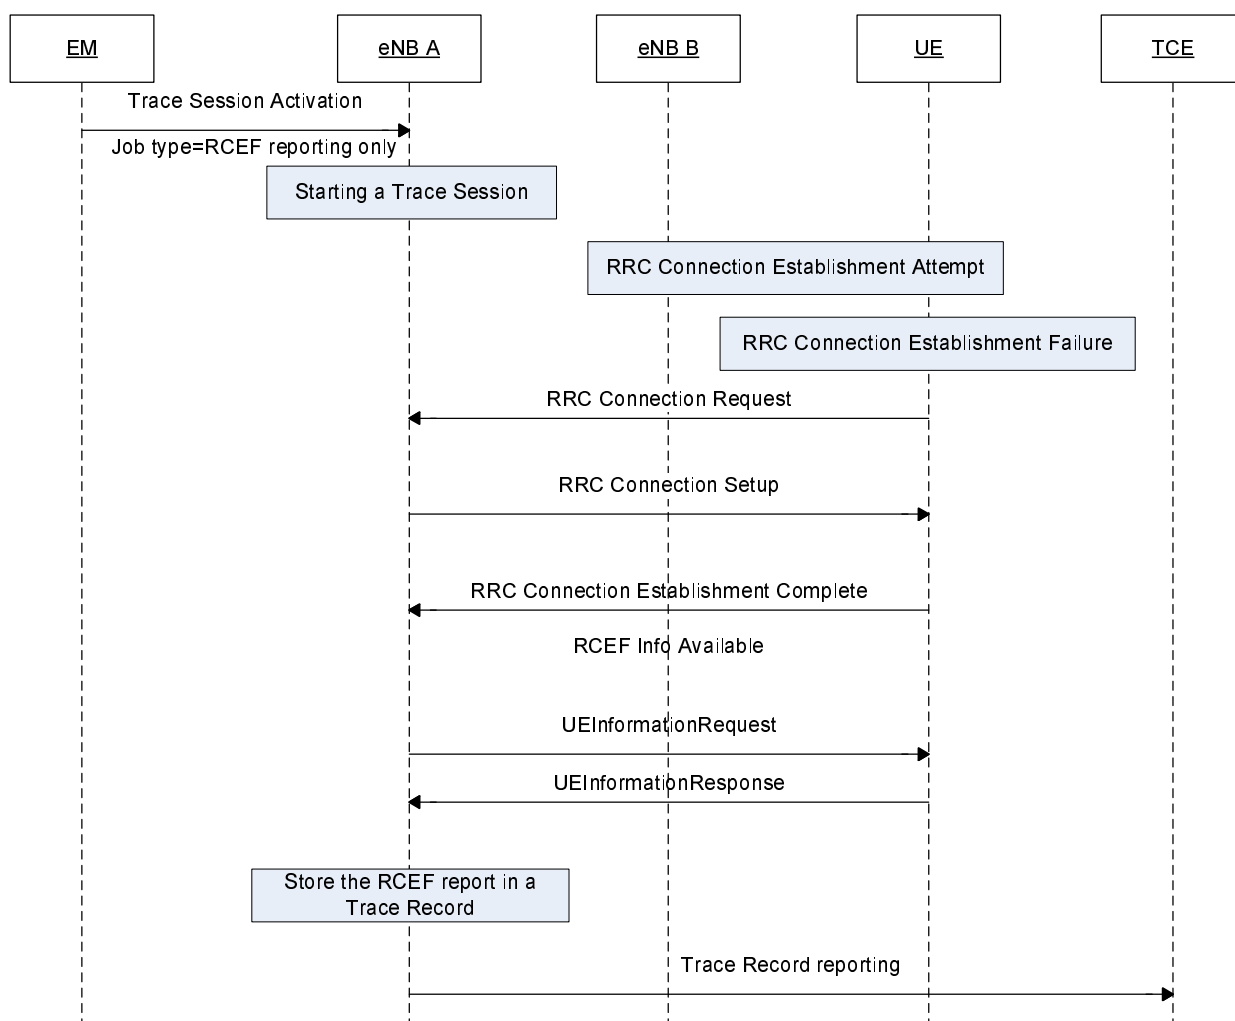 EM
eNB A
eNB B
UE
TCE
Trace Session Activation
Job type=RCEF reporting only
Starting a Trace Session
RRC Connection Establishment Attempt
RRC Connection Establishment Failure
RRC Connection Request
RRC Connection Setup
RRC Connection Establishment Complete
RCEF Info Available
UEInformationRequest
UEInformationResponse
Store the RCEF report in a
Trace Record
Trace Record reporting